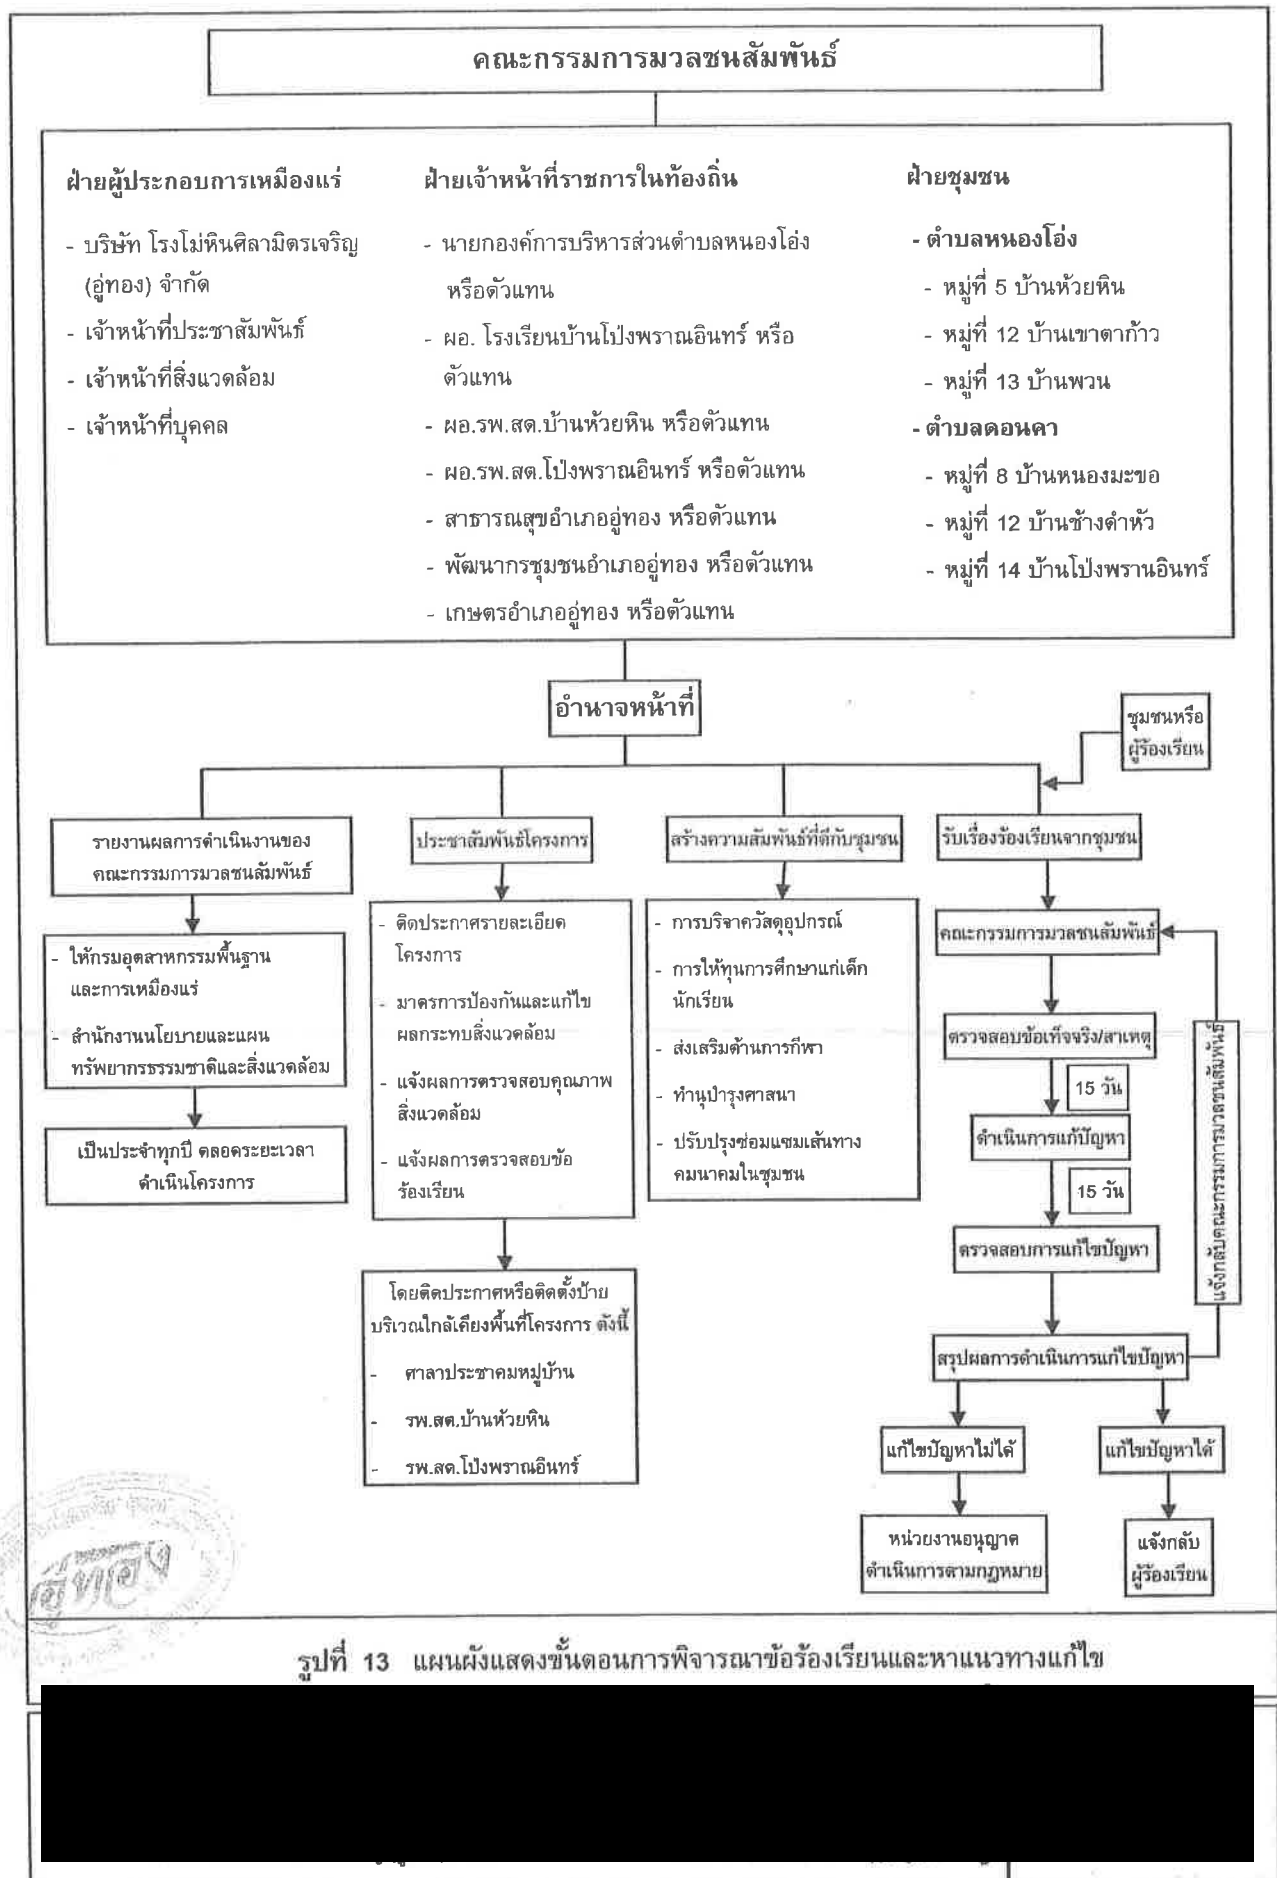 คณะกรรมการมวลชนสัมพันธ์
ฝ่ายผู้ประกอบการเหมืองแร่
- บริษัท โรงโม่หินศิลามิตรเจริญ
(อู่ทอง) จำกัด
- เจ้าหน้าที่ประชาสัมพันธ์
- เจ้าหน้าที่สิ่งแวดล้อม
- เจ้าหน้าที่บุคคล
ฝ่ายเจ้าหน้าที่ราชการในท้องถิ่น
- นายกองค์การบริหารส่วนตำบลหนองโอ่ง
หรือตัวแทน
- ผอ. โรงเรียนบ้านโป่งพราณอินทร์ หรือ
ตัวแทน
- ผอ.รพ.สต.บ้านห้วยหิน หรือตัวแทน
- ผอ.รพ.สต.โป่งพราณอินทร์ หรือตัวแทน
- สาธารณสุขอำเภออู่ทอง หรือตัวแทน
- พัฒนากรชุมชนอำเภออู่ทอง หรือตัวแทน
- เกษตรอำเภออู่ทอง หรือตัวแทน
ฝ่ายชุมชน
- ตำบลหนองโอ่ง
- หมู่ที่ 5 บ้านห้วยหิน
- หมู่ที่ 12 บ้านเขาตาก้าว
- หมู่ที่ 13 บ้านพวน
- ตำบลดอนคา
- หมู่ที่ 8 บ้านหนองมะขอ
- หมู่ที่ 12 บ้านช้างดำหัว
- หมู่ที่ 14 บ้านโป่งพรานอินทร์
อำนาจหน้าที่
ชุมชนหรือ
ผู้ร้องเรียน
รายงานผลการดำเนินงานของ
คณะกรรมการมวลชนสัมพันธ์
- ให้กรมอุตสาหกรรมพื้นฐาน
และการเหมืองแร่
- สำนักงานนโยบายและแผน
ทรัพยากรธรรมชาติและสิ่งแวดล้อม
เป็นประจำทุกปี ตลอดระยะเวลา
ดำเนินโครงการ
ประชาสัมพันธ์โครงการ
- ติดประกาศรายละเอียด
โครงการ
- มาตรการป้องกันและแก้ไข
ผลกระทบสิ่งแวดล้อม
- แจ้งผลการตรวจสอบคุณภาพ
สิ่งแวดล้อม
- แจ้งผลการตรวจสอบข้อ
ร้องเรียน
โดยติดประกาศหรือติดตั้งป้าย
บริเวณใกล้เคียงพื้นที่โครงการ ดังนี้
- ศาลาประชาคมหมู่บ้าน
- รพ.สต.บ้านห้วยหิน
- รพ.สต.โป่งพราณอินทร์
สร้างความสัมพันธ์ที่ดีกับชุมชน
- การบริจาควัสดุอุปกรณ์
- การให้ทุนการศึกษาแก่เด็ก
นักเรียน
- ส่งเสริมด้านการกีฬา
- ทำนุบำรุงศาสนา
- ปรับปรุงซ่อมแซมเส้นทาง
คมนาคมในชุมชน
รับเรื่องร้องเรียนจากชุมชน
คณะกรรมการมวลชนสัมพันธ์
ตรวจสอบข้อเท็จจริง/สาเหตุ
15 วัน
ดำเนินการแก้ปัญหา
15 วัน
ตรวจสอบการแก้ไขปัญหา
แจ้งกลับคณะกรรมการมวลชนสัมพันธ์
สรุปผลการดำเนินการแก้ไขปัญหา
แก้ไขปัญหาไม่ได้
แก้ไขปัญหาได้
หน่วยงานอนุญาต
ดำเนินการตามกฎหมาย
แจ้งกลับ
ผู้ร้องเรียน
อู่ทอง
รูปที่ 13 แผนผังแสดงขั้นตอนการพิจารณาข้อร้องเรียนและหาแนวทางแก้ไข